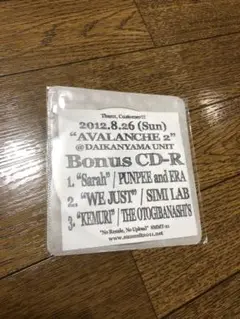 Thanx, Customer!!!
2012.8.26 (Sun)
"AVALANCHE 2"
@ DAIKANYAMA UNIT
Bonus CD-R
1. "Sarah" / PUNPEE and ERA
2. "WE JUST" / SIMI LAB
3. "KEMURI" / THE OTOGIBANASHI'S
"No Resale, No Upload"